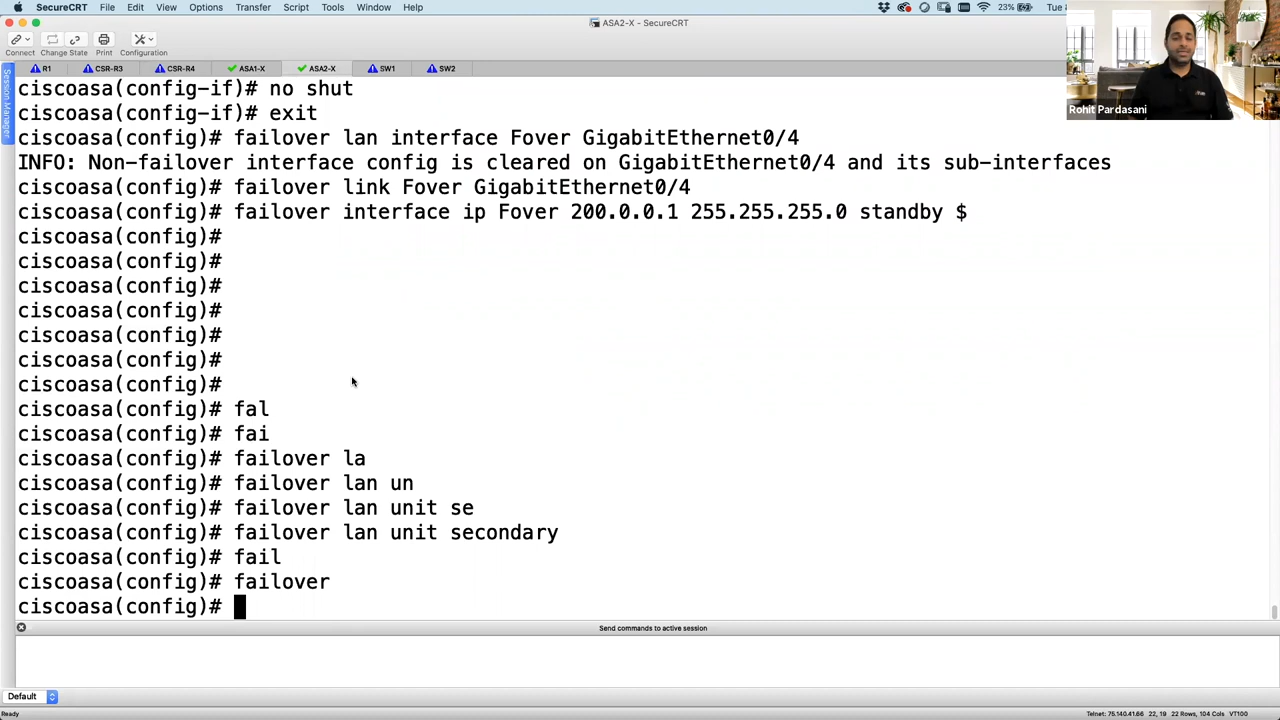 SecureCRT File Edit View Options Transfer Script Tools Window Help 23% Tue
ASA2-X - SecureCRT
Connect Change State Print Configuration
R1 CSR-R3 CSR-R4 ASA1-X ASA2-X SW1 SW2
Session Manager
Rohit Pardasani
ciscoasa(config-if)# no shut
ciscoasa(config-if)# exit
ciscoasa(config)# failover lan interface Fover GigabitEthernet0/4
INFO: Non-failover interface config is cleared on GigabitEthernet0/4 and its sub-interfaces
ciscoasa(config)# failover link Fover GigabitEthernet0/4
ciscoasa(config)# failover interface ip Fover 200.0.0.1 255.255.255.0 standby $
ciscoasa(config)#
ciscoasa(config)#
ciscoasa(config)#
ciscoasa(config)#
ciscoasa(config)#
ciscoasa(config)#
ciscoasa(config)#
ciscoasa(config)# fal
ciscoasa(config)# fai
ciscoasa(config)# failover la
ciscoasa(config)# failover lan un
ciscoasa(config)# failover lan unit se
ciscoasa(config)# failover lan unit secondary
ciscoasa(config)# fail
ciscoasa(config)# failover
ciscoasa(config)#
Send commands to active session
Default
Ready Telnet: 75.140.41.66 22, 19 22 Rows, 104 Cols VT100